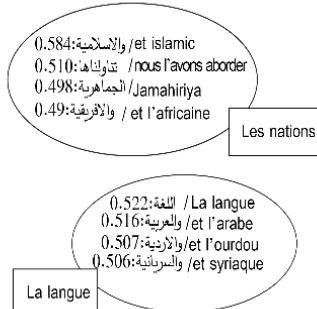 0.584:والاسلامية/et islamic
0.510:تناولناها/nous l'avons aborder
0.498:الجماهرية/Jamahiriya
0.49:والافريقية/et l'africaine
Les nations
0.522:اللغة/La langue
0.516:والعربية/et l'arabe
0.507:والاردية/et l'ourdou
0.506:والسريانية/et syriaque
La langue